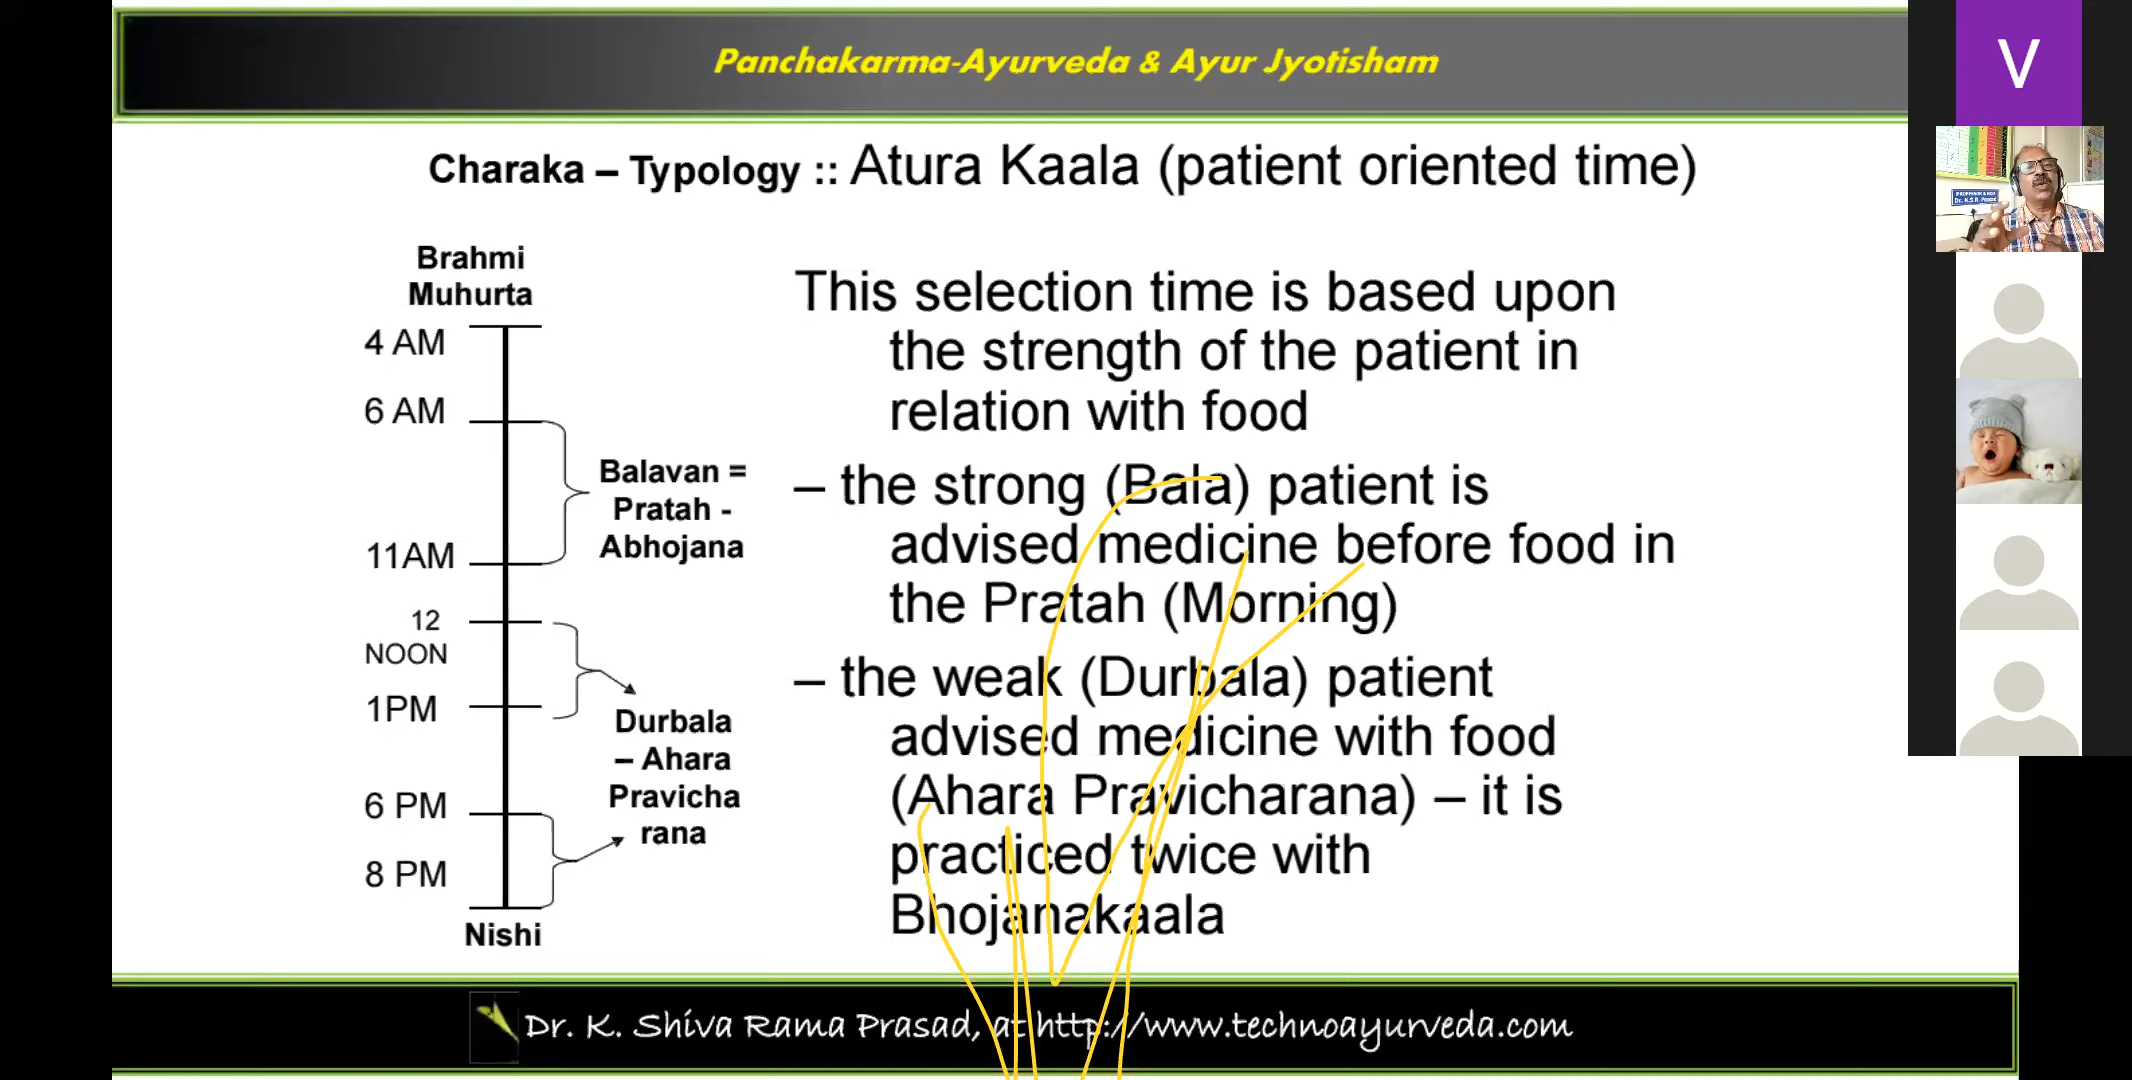 Panchakarma-Ayurveda & Ayur Jyotisham
V
Charaka – Typology :: Atura Kaala (patient oriented time)
Brahmi
Muhurta
4 AM
6 AM
11AM
12
NOON
1PM
6 PM
8 PM
Nishi
Balavan =
Pratah -
Abhojana
Durbala
– Ahara
Pravicha
rana
This selection time is based upon
the strength of the patient in
relation with food
– the strong (Bala) patient is
advised medicine before food in
the Pratah (Morning)
– the weak (Durbala) patient
advised medicine with food
(Ahara Pravicharana) – it is
practiced twice with
Bhojanakaala
PROFESSOR & HOD
Dr. K.S.R. Prasad
Dr. K. Shiva Rama Prasad, at http://www.technoayurveda.com